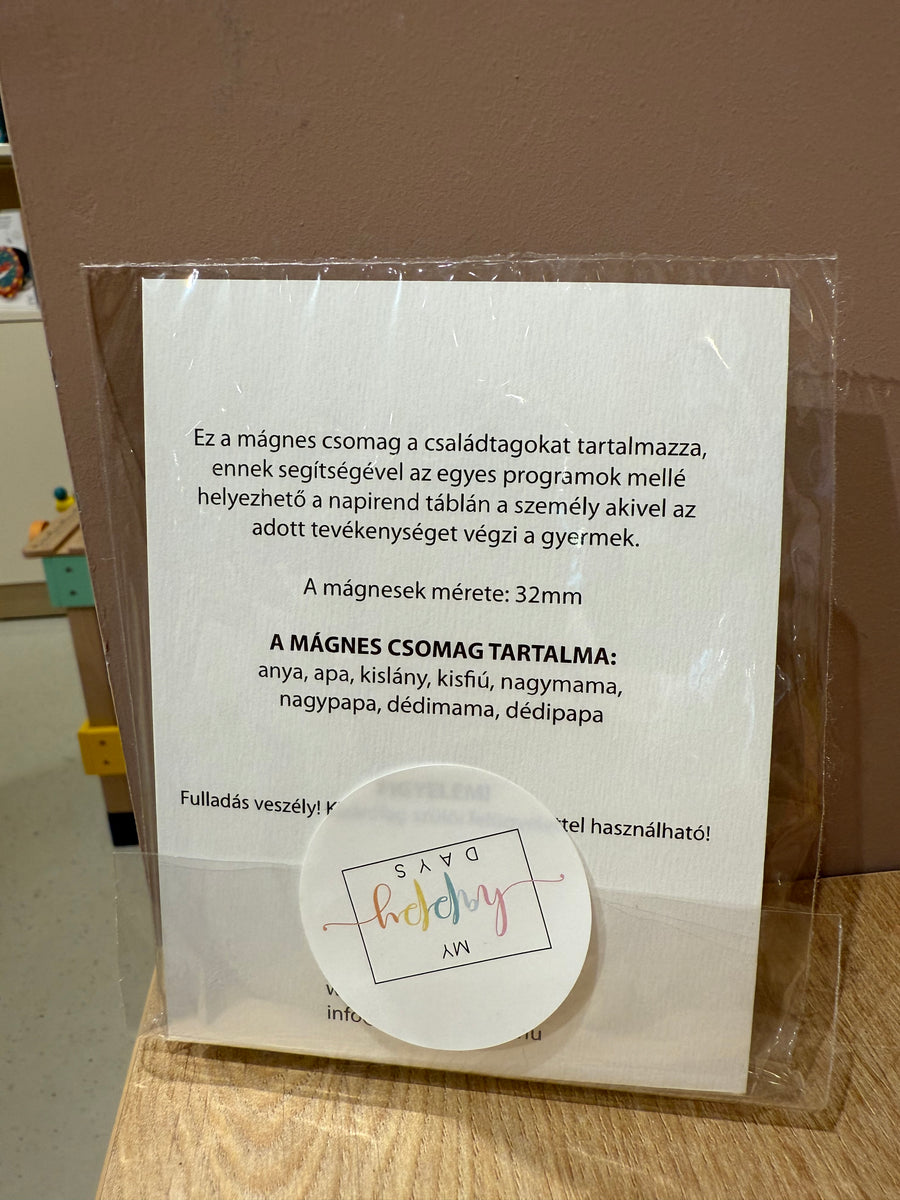 Ez a mágnes csomag a családtagokat tartalmazza,
ennek segítségével az egyes programok mellé
helyezhető a napirend táblán a személy akivel az
adott tevékenységet végzi a gyermek.
A mágnesek mérete: 32mm
A MÁGNES CSOMAG TARTALMA:
anya, apa, kislány, kisfiú, nagymama,
nagypapa, dédimama, dédipapa
FIGYELEM!
Fulladás veszély! használható!
MY
happy
DAYS